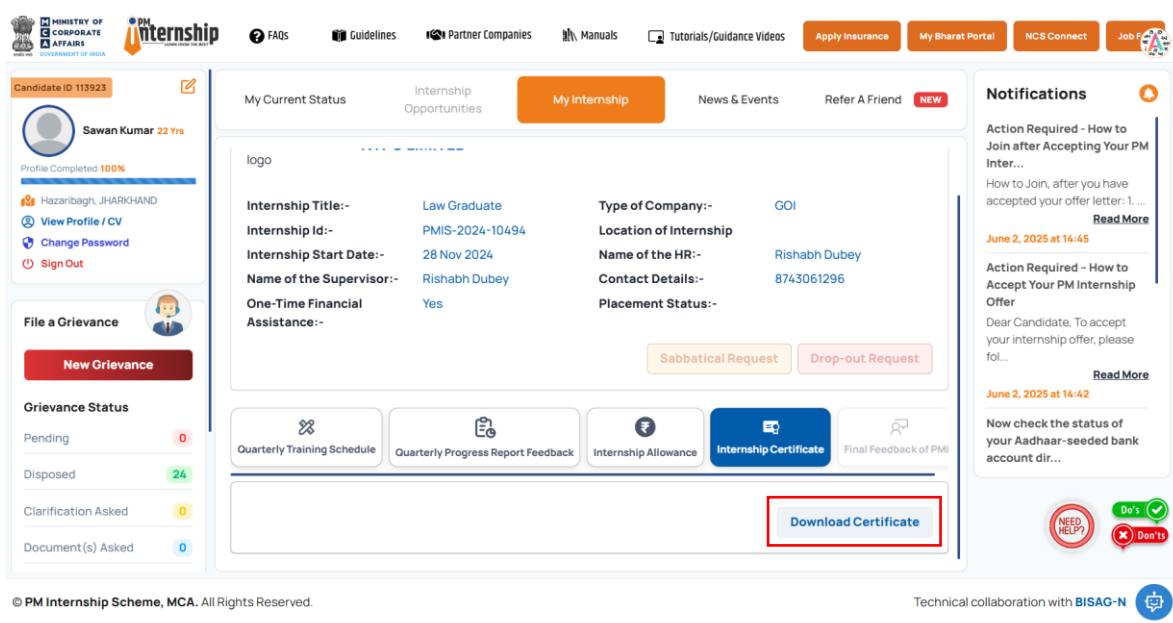 MINISTRY OF
CORPORATE
AFFAIRS
GOVERNMENT OF INDIA
PM
internship
LEARN FROM THE BEST
FAQs
Guidelines
Partner Companies
Manuals
Tutorials/Guidance Videos
Apply Insurance
My Bharat Portal
NCS Connect
Job F
Candidate ID 113923
Sawan Kumar 22 Yrs
Profile Completed:100%
Hazaribagh, JHARKHAND
View Profile / CV
Change Password
Sign Out
File a Grievance
New Grievance
Grievance Status
Pending 0
Disposed 24
Clarification Asked 0
Document(s) Asked 0
My Current Status
Internship
Opportunities
My Internship
News & Events
Refer A Friend NEW
logo
LIMITED
Internship Title:- Law Graduate
Type of Company:- GOI
Internship Id:- PMIS-2024-10494
Location of Internship
Internship Start Date:- 28 Nov 2024
Name of the HR:- Rishabh Dubey
Name of the Supervisor:- Rishabh Dubey
Contact Details:- 8743061296
One-Time Financial
Assistance:- Yes
Placement Status:-
Sabbatical Request
Drop-out Request
Quarterly Training Schedule
Quarterly Progress Report Feedback
Internship Allowance
Internship Certificate
Final Feedback of PMI
Download Certificate
Notifications
Action Required - How to
Join after Accepting Your PM
Inter...
How to Join, after you have
accepted your offer letter: 1. ...
Read More
June 2, 2025 at 14:45
Action Required – How to
Accept Your PM Internship
Offer
Dear Candidate, To accept
your internship offer, please
fol...
Read More
June 2, 2025 at 14:42
Now check the status of
your Aadhaar-seeded bank
account dir...
NEED
HELP?
Do's
Don'ts
© PM Internship Scheme, MCA. All Rights Reserved.
Technical collaboration with BISAG-N